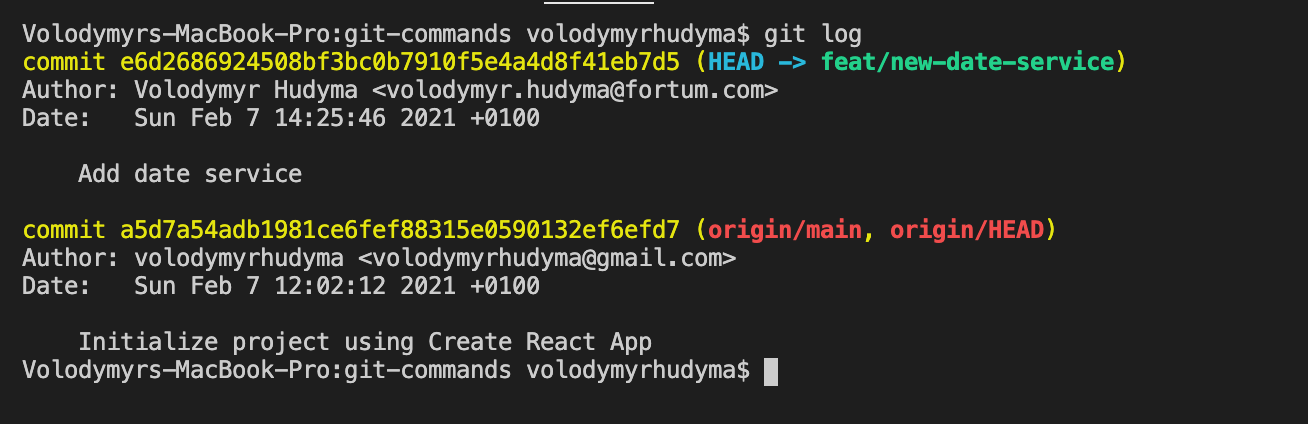 Volodymyrs-MacBook-Pro:git-commands volodymyrhudyma$ git log
commit e6d2686924508bf3bc0b7910f5e4a4d8f41eb7d5 (HEAD -> feat/new-date-service)
Author: Volodymyr Hudyma <volodymyr.hudyma@fortum.com>
Date:   Sun Feb 7 14:25:46 2021 +0100
Add date service
commit a5d7a54adb1981ce6fef88315e0590132ef6efd7 (origin/main, origin/HEAD)
Author: volodymyrhudyma <volodymyrhudyma@gmail.com>
Date:   Sun Feb 7 12:02:12 2021 +0100
Initialize project using Create React App
Volodymyrs-MacBook-Pro:git-commands volodymyrhudyma$